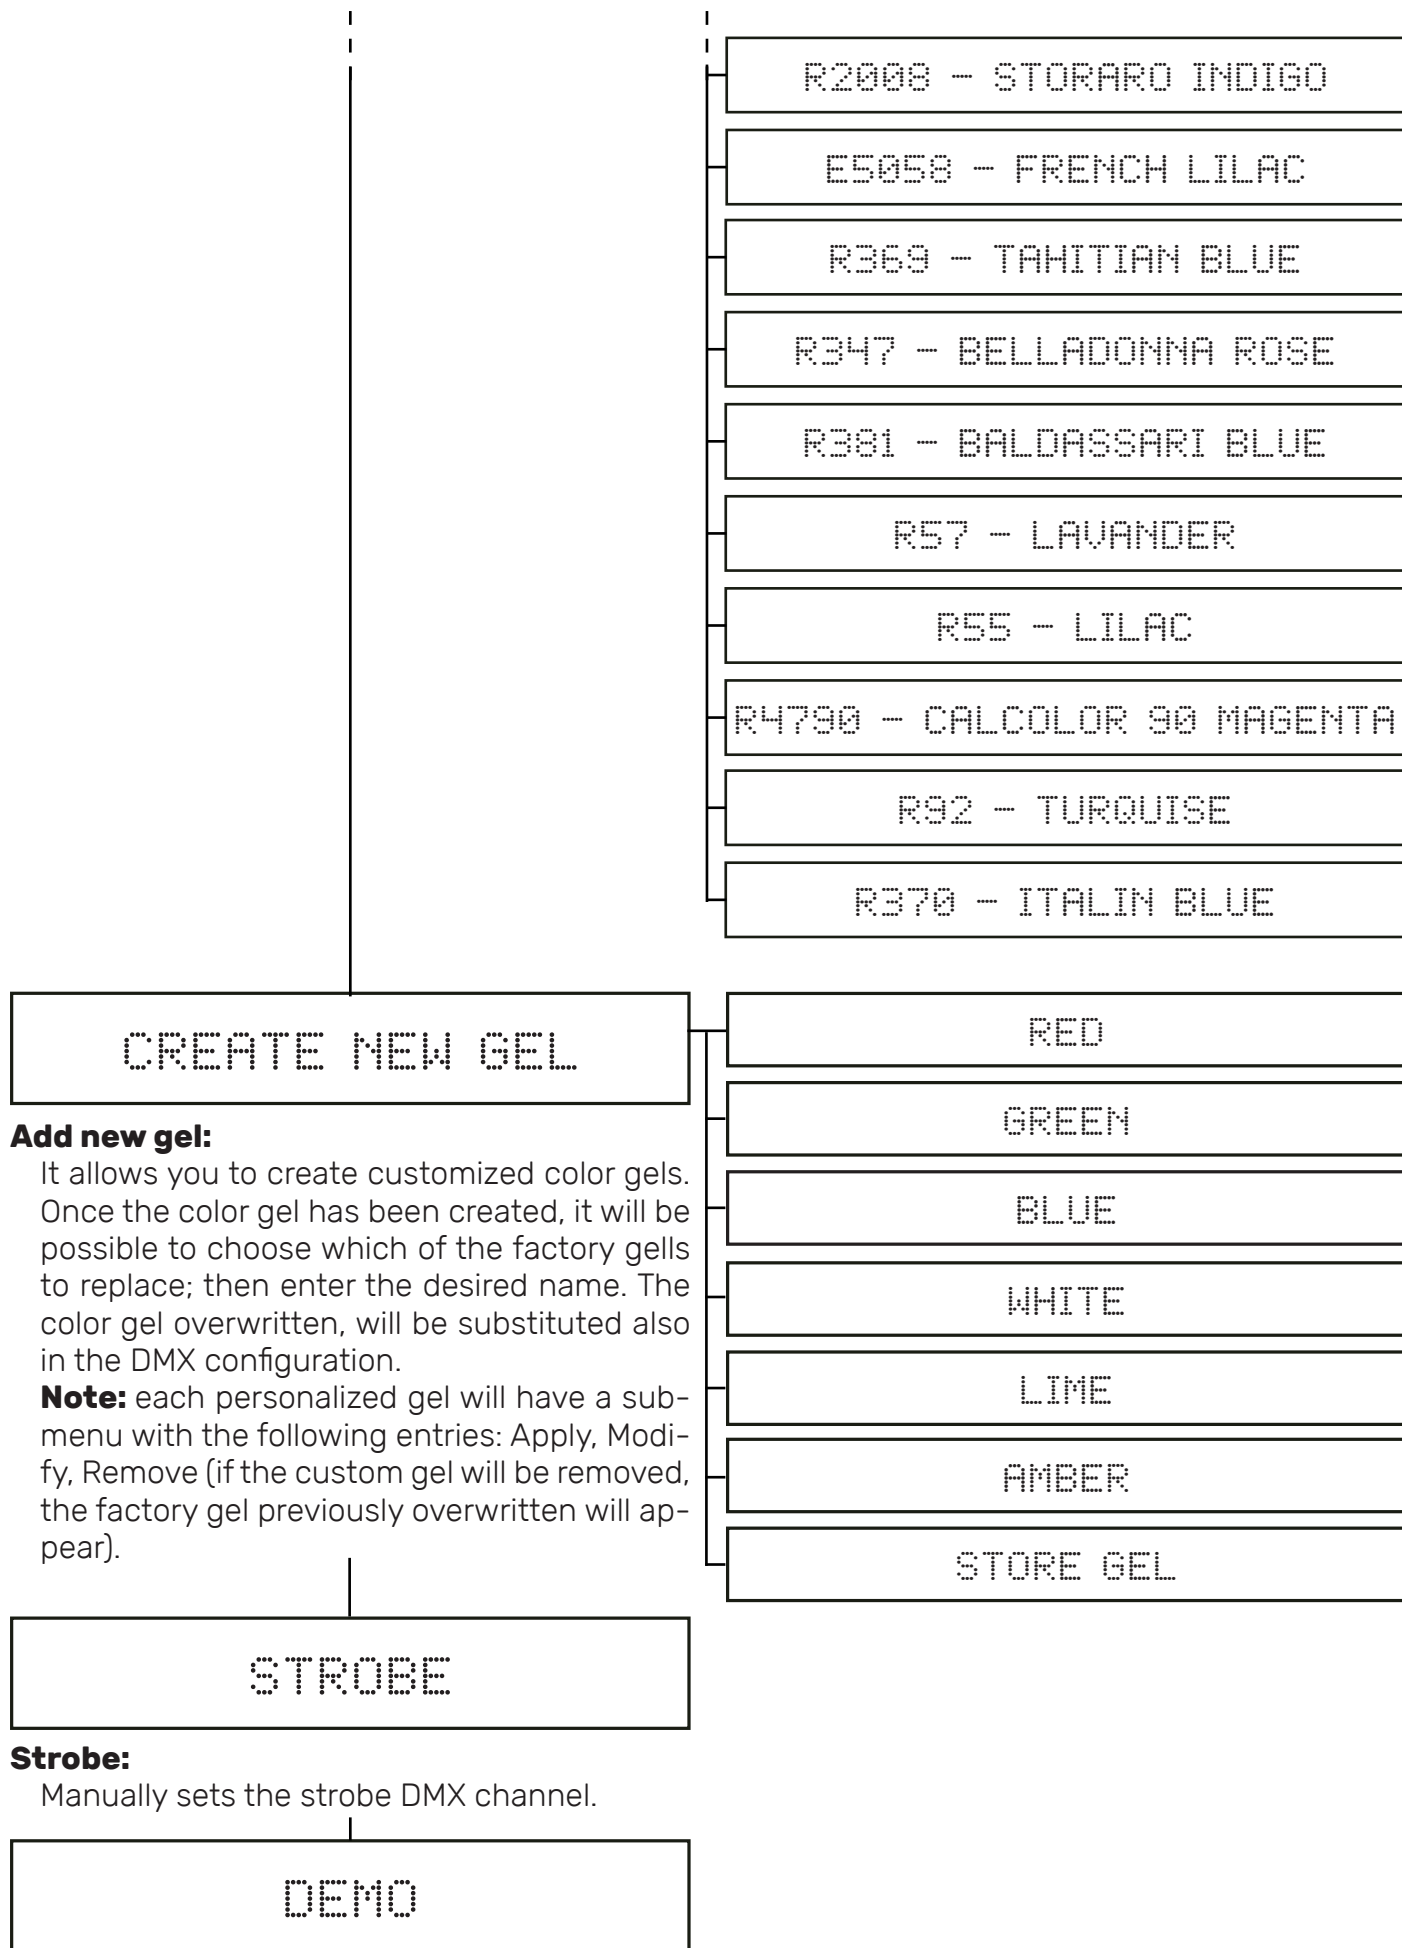 R2008 - STORARO INDIGO
E5058 - FRENCH LILAC
R369 - TAHITIAN BLUE
R347 - BELLADONNA ROSE
R381 - BALDASSARI BLUE
R57 - LAVANDER
R55 - LILAC
R4790 - CALCOLOR 90 MAGENTA
R92 - TURQUISE
R370 - ITALIN BLUE
CREATE NEW GEL
Add new gel:
It allows you to create customized color gels.
Once the color gel has been created, it will be
possible to choose which of the factory gells
to replace; then enter the desired name. The
color gel overwritten, will be substituted also
in the DMX configuration.
Note: each personalized gel will have a sub-
menu with the following entries: Apply, Modi-
fy, Remove (if the custom gel will be removed,
the factory gel previously overwritten will ap-
pear).
RED
GREEN
BLUE
WHITE
LIME
AMBER
STORE GEL
STROBE
Strobe:
Manually sets the strobe DMX channel.
DEMO